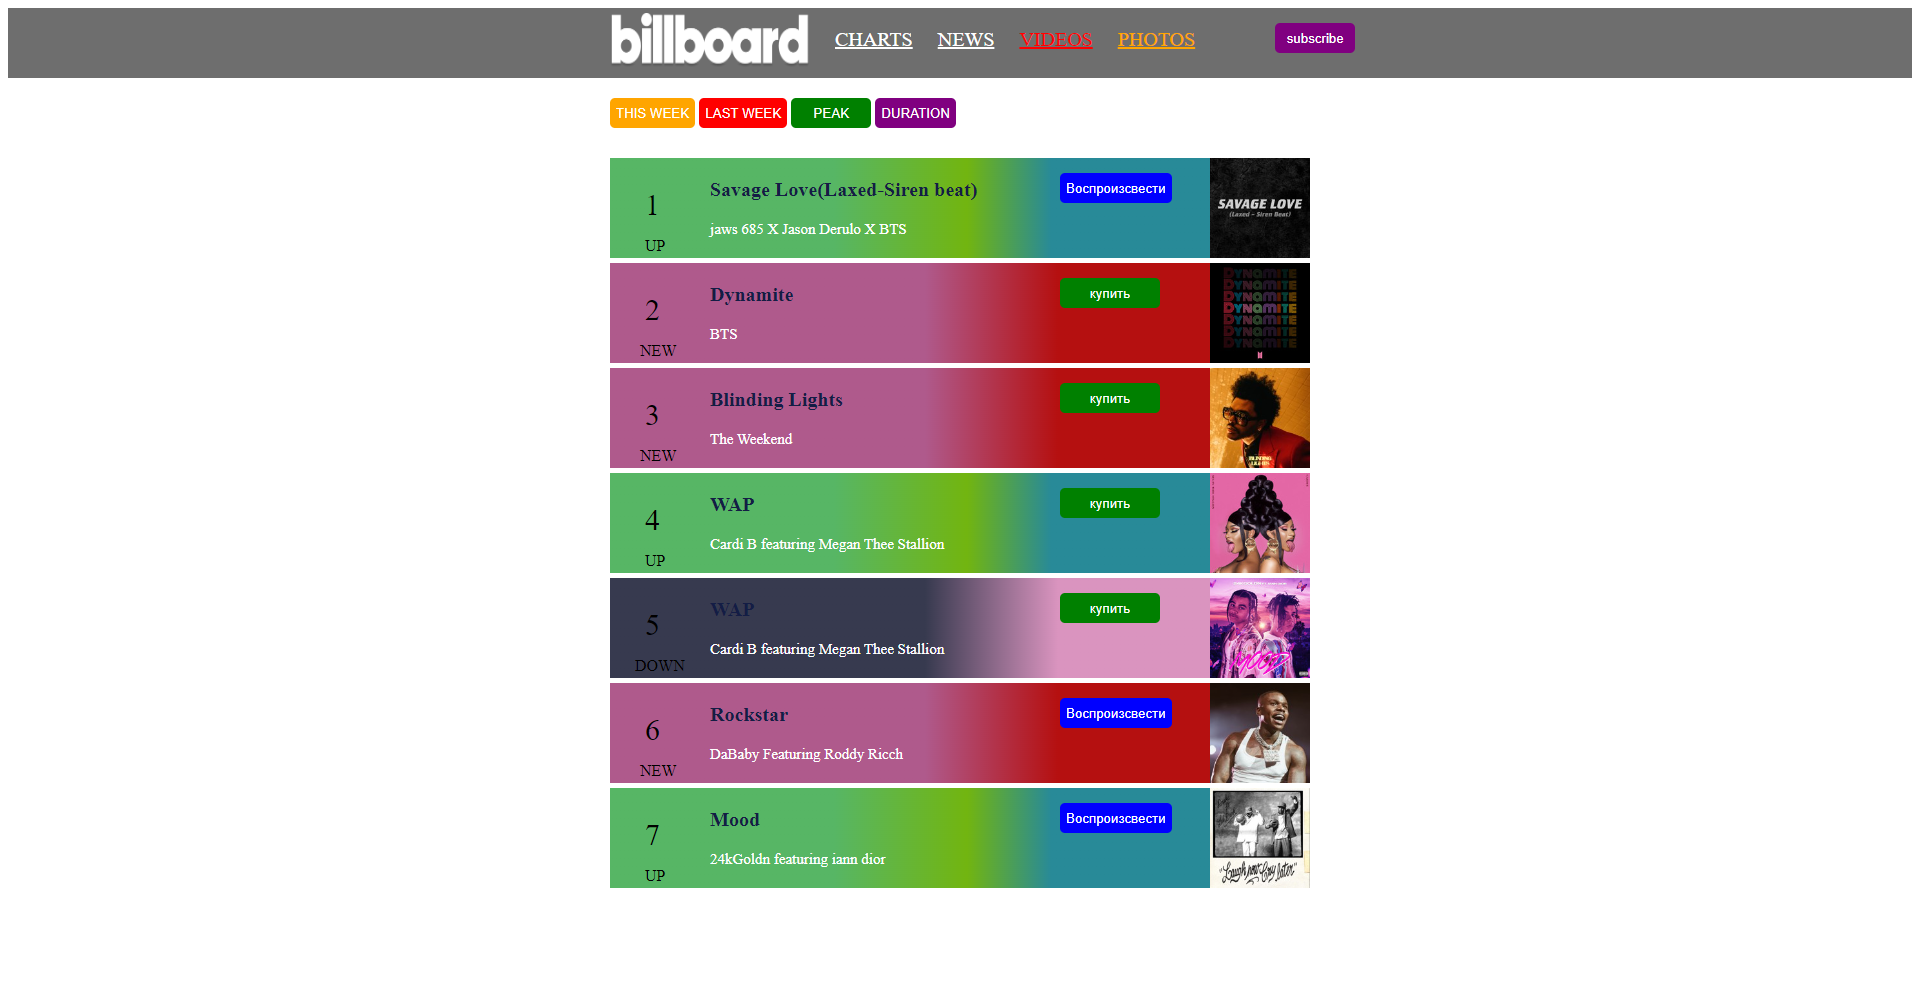 billboard CHARTS NEWS VIDEOS PHOTOS subscribe
THIS WEEK LAST WEEK PEAK DURATION
1 Savage Love(Laxed-Siren beat) Воспроизсвести
jaws 685 X Jason Derulo X BTS
UP
SAVAGE LOVE
(Laxed – Siren Beat)
2 Dynamite купить
BTS
NEW
DYNAMITE
DYNAMITE
DYNAMITE
DYNAMITE
DYNAMITE
DYNAMITE
DYNAMITE
3 Blinding Lights купить
The Weekend
NEW
BLINDING
LIGHTS
4 WAP купить
Cardi B featuring Megan Thee Stallion
UP
5 WAP купить
Cardi B featuring Megan Thee Stallion
DOWN
MOOD
6 Rockstar Воспроизсвести
DaBaby Featuring Roddy Ricch
NEW
7 Mood Воспроизсвести
24kGoldn featuring iann dior
UP
"Laugh now Cry later"